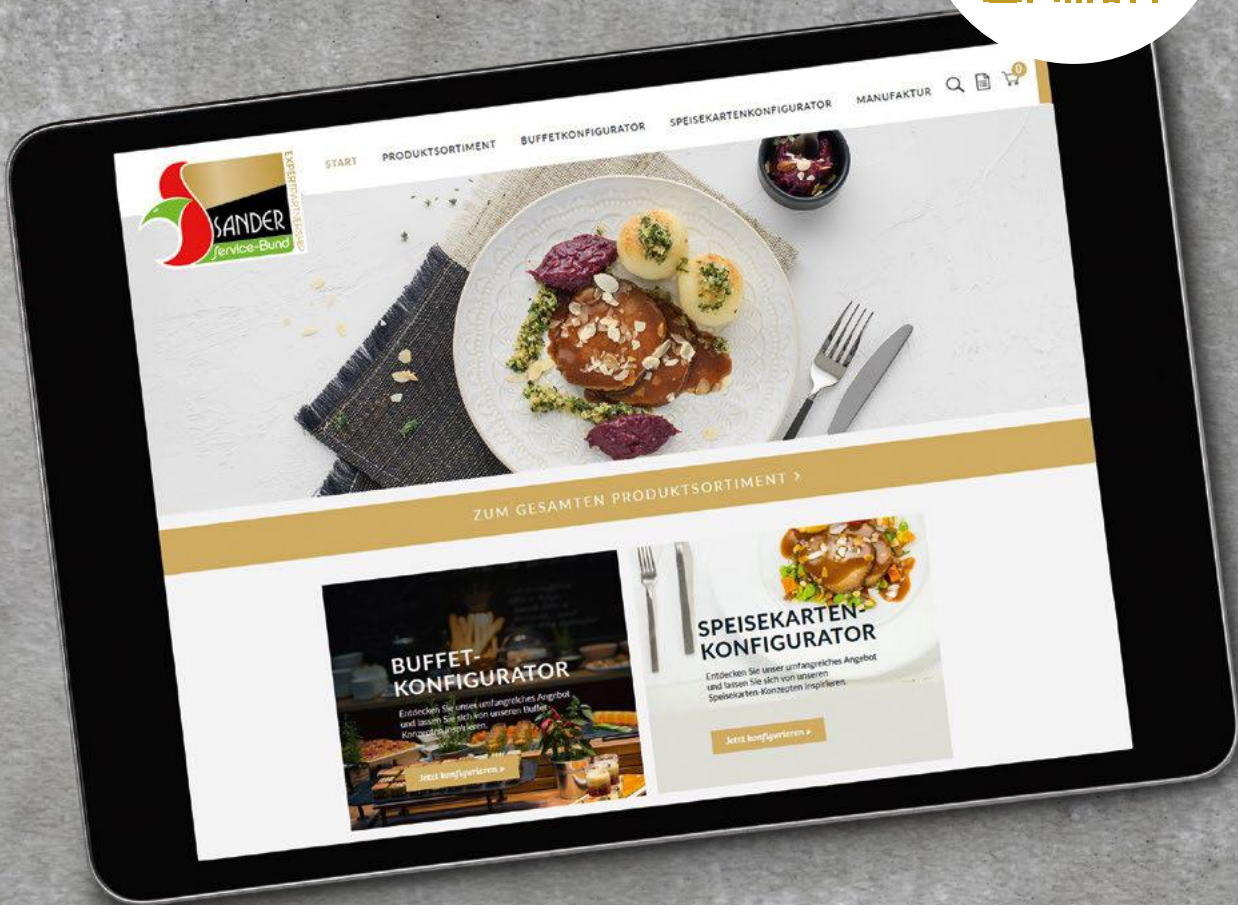 START
PRODUKTSORTIMENT
BUFFETKONFIGURATOR
SPEISEKARTENKONFIGURATOR
MANUFAKTUR
0
SANDER
Service-Bund
ZUM GESAMTEN PRODUKTSORTIMENT >
BUFFET-
KONFIGURATOR
Entdecken Sie unser umfangreiches Angebot
und lassen Sie sich von unseren Buffet-
Konzepten inspirieren.
Jetzt konfigurieren »
SPEISEKARTEN-
KONFIGURATOR
Entdecken Sie unser umfangreiches Angebot
und lassen Sie sich von unseren
Speisekarten-Konzepten inspirieren.
Jetzt konfigurieren »